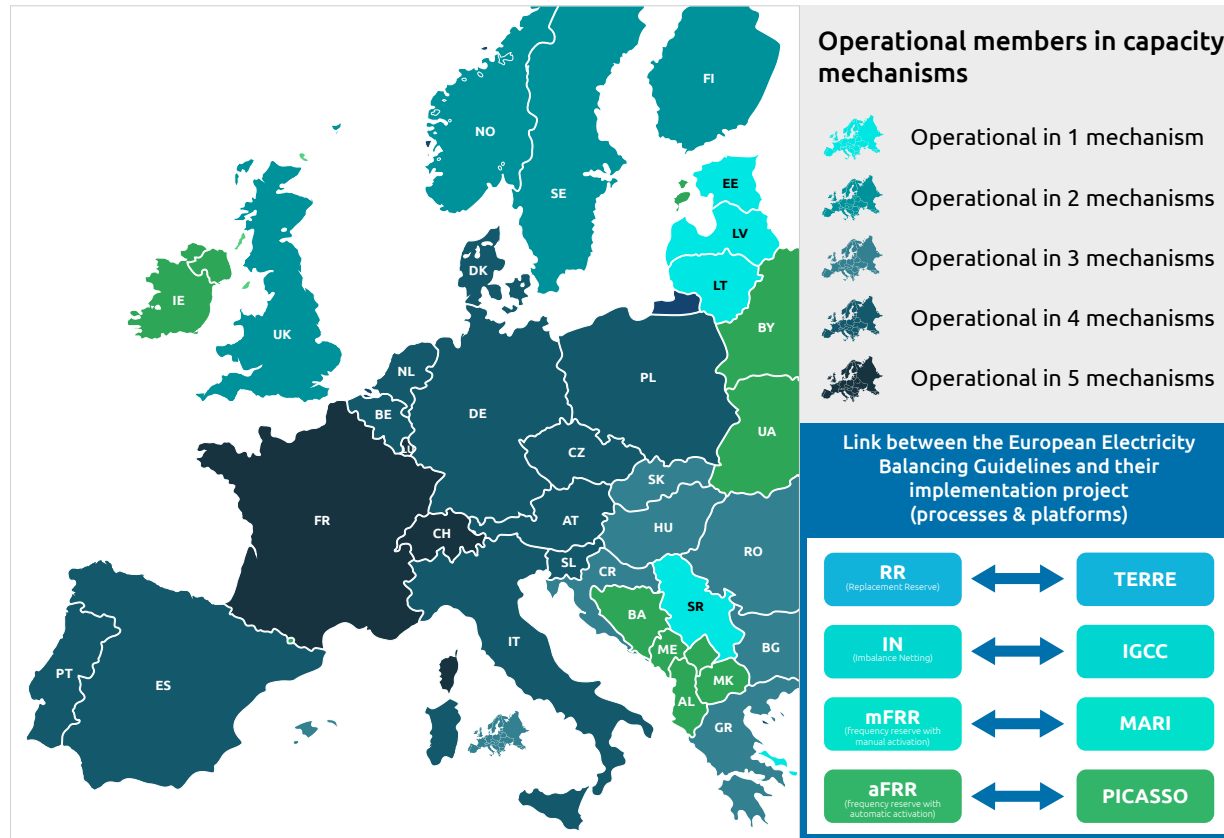 Operational members in capacity
mechanisms
Operational in 1 mechanism
Operational in 2 mechanisms
Operational in 3 mechanisms
Operational in 4 mechanisms
Operational in 5 mechanisms
Link between the European Electricity
Balancing Guidelines and their
implementation project
(processes & platforms)
RR
(Replacement Reserve)
TERRE
IN
(Imbalance Netting)
IGCC
mFRR
(frequency reserve with
manual activation)
MARI
aFRR
(frequency reserve with
automatic activation)
PICASSO
FI
NO
SE
EE
LV
LT
DK
IE
UK
BY
NL
PL
BE
DE
UA
CZ
SK
FR
AT
HU
CH
RO
SL
CR
SR
BA
IT
BG
ME
PT
ES
MK
AL
GR